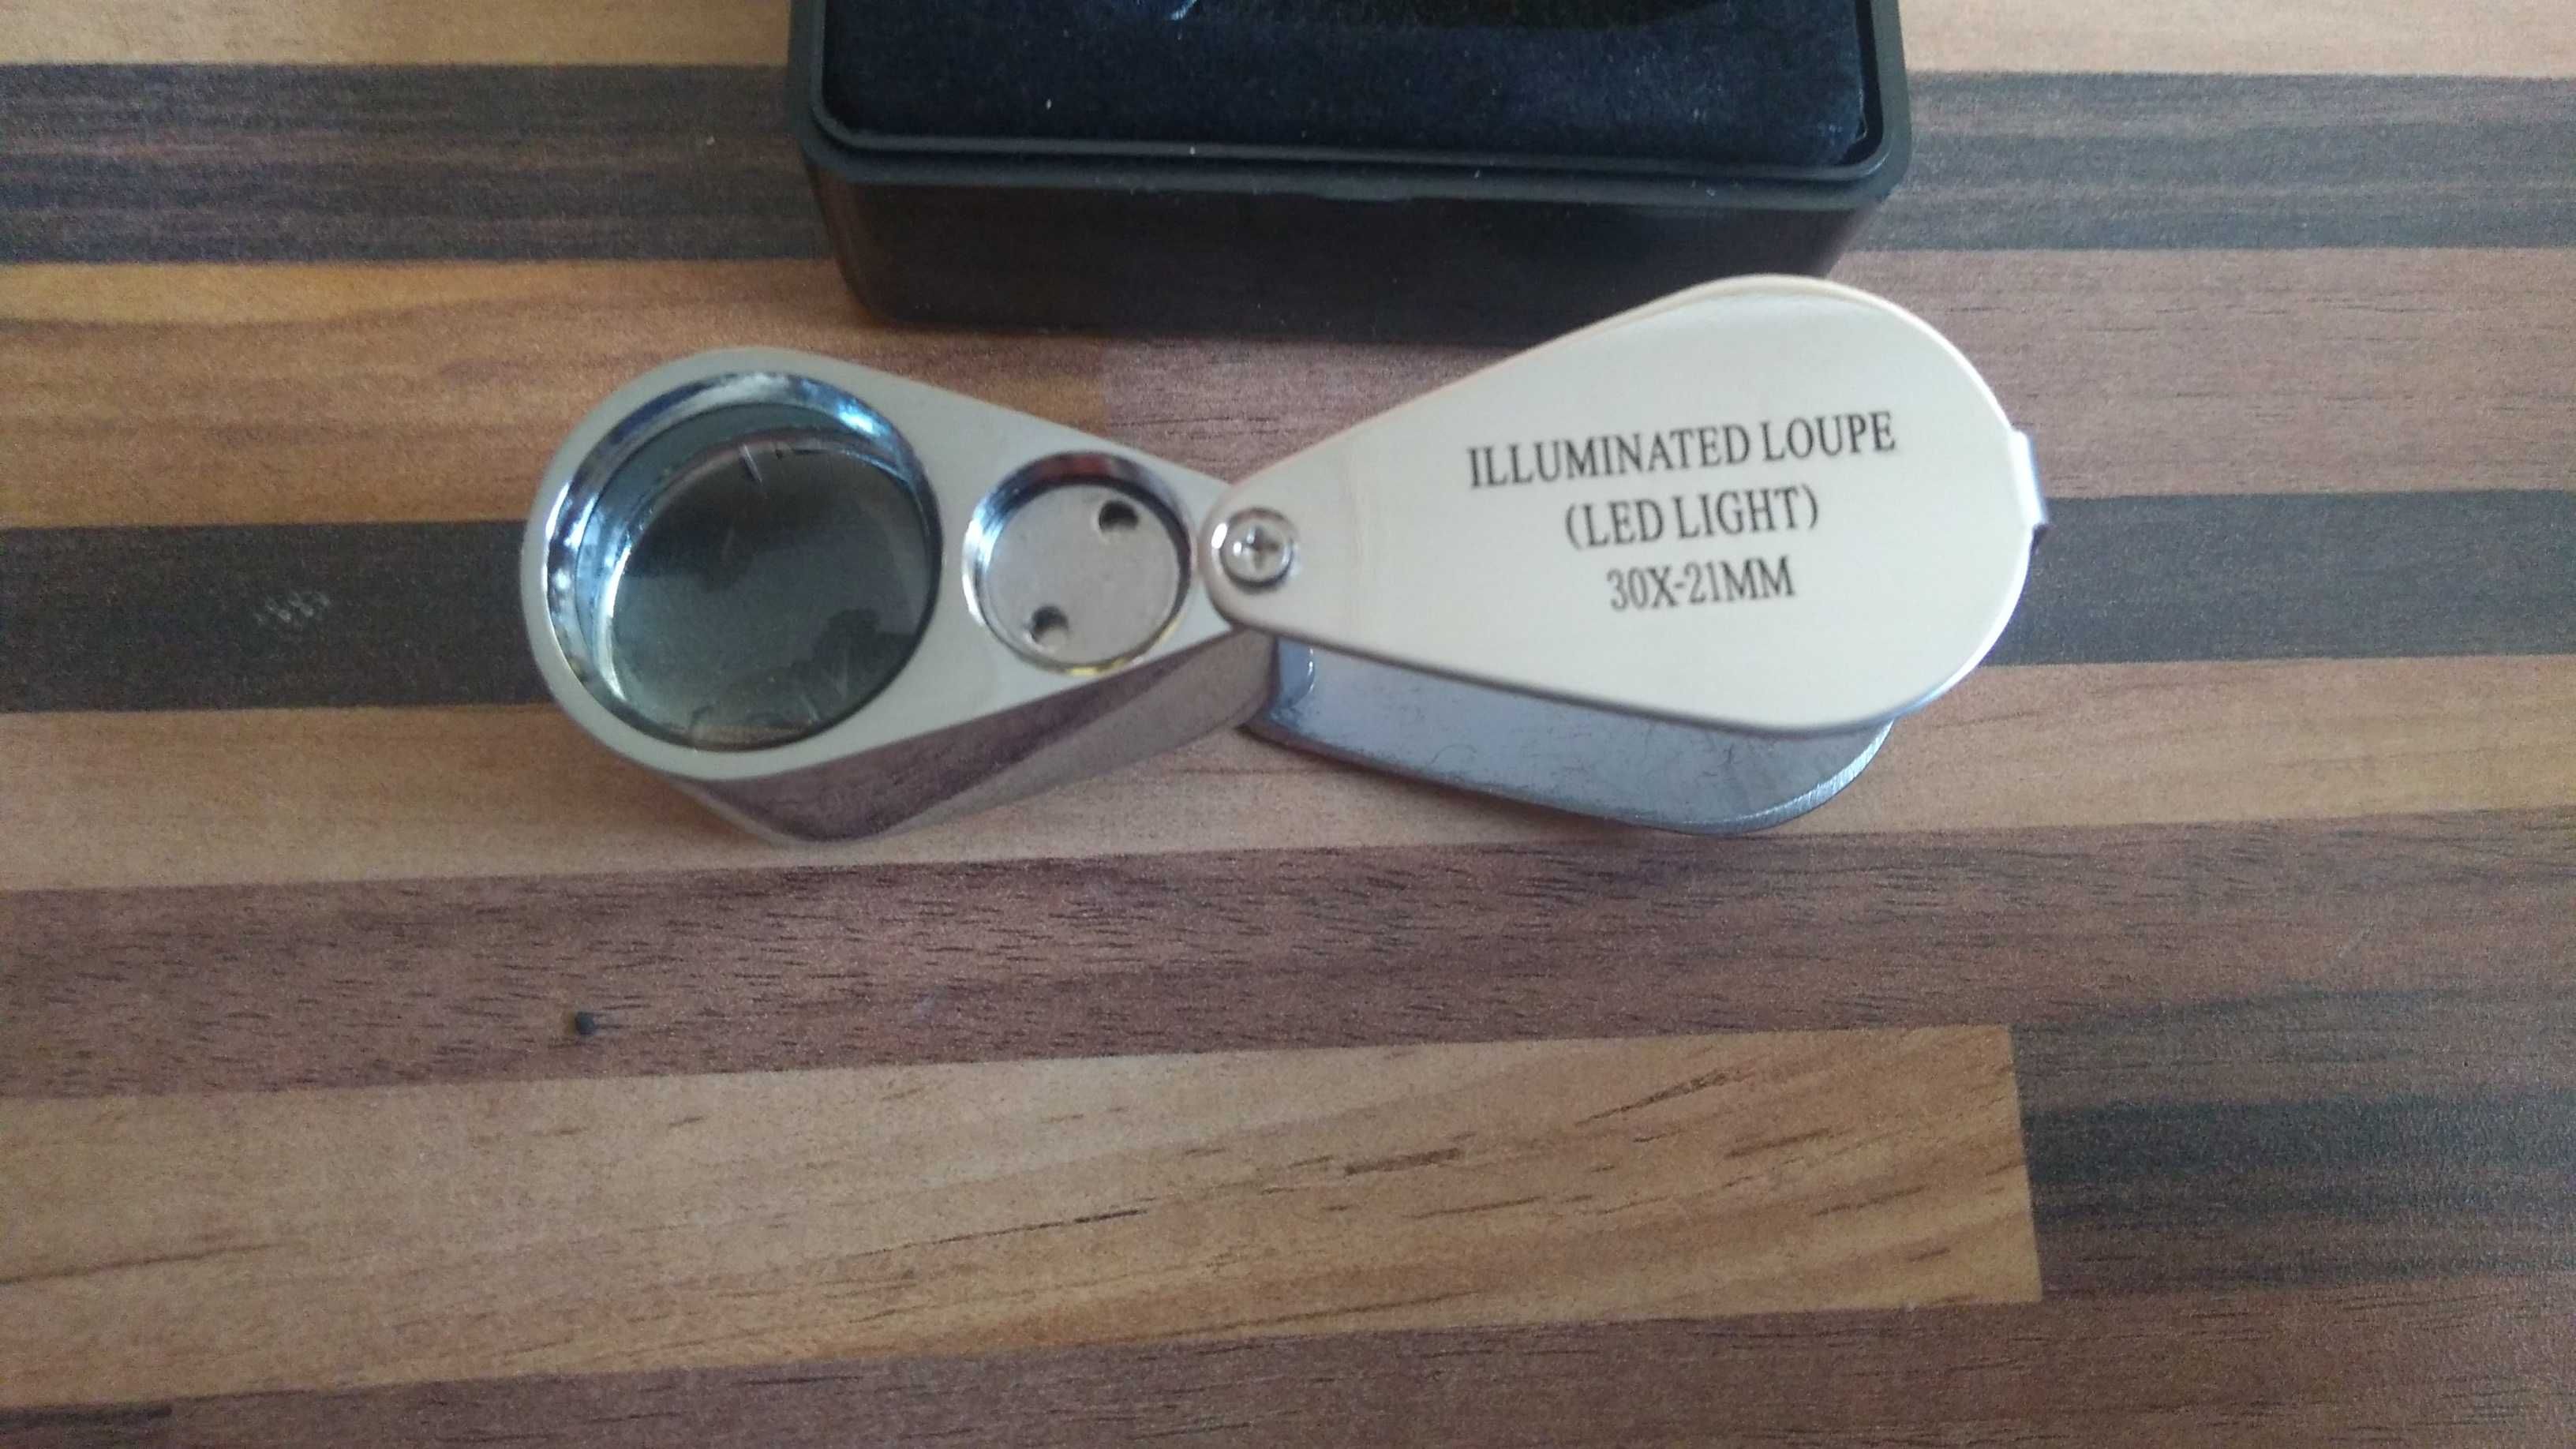 ILLUMINATED LOUPE
(LED LIGHT)
30X-21MM